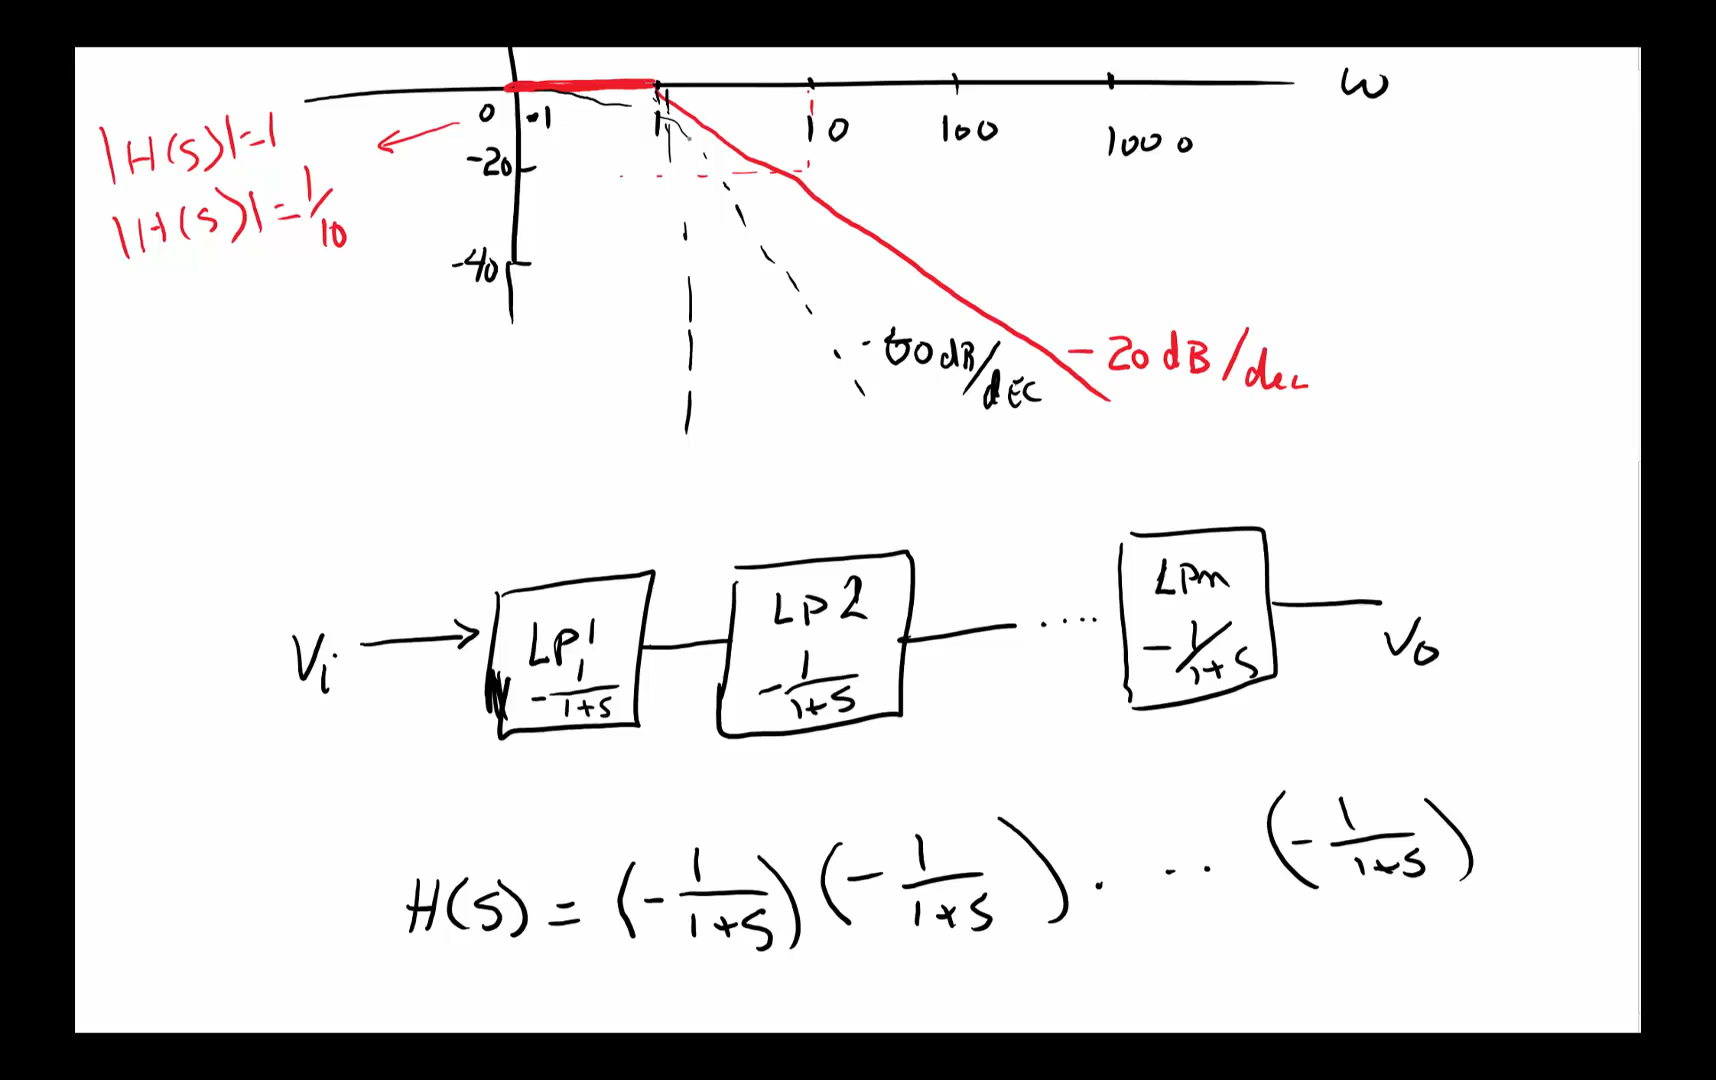 ω
0 .1 1 10 100 1000
|H(s)|=1
-20
|H(s)|=1/10
-40
-60dB/dEC
-20dB/dec
LP1 LP2 LPn
Vi -1/1+S -1/1+S -1/1+S Vo
H(S) = (-1/1+S)(-1/1+S)· · · · (-1/1+S)